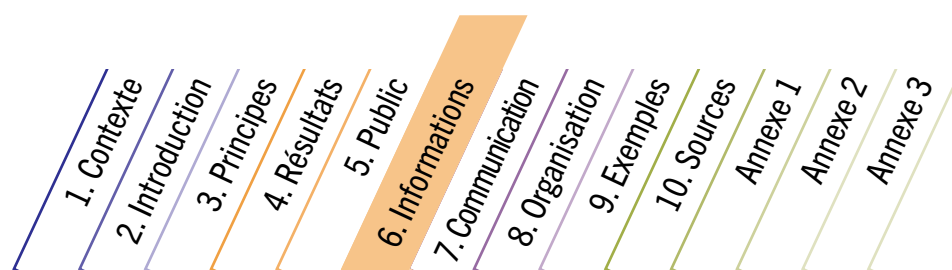 1. Contexte
2. Introduction
3. Principes
4. Résultats
5. Public
6. Informations
7. Communication
8. Organisation
9. Exemples
10. Sources
Annexe 1
Annexe 2
Annexe 3